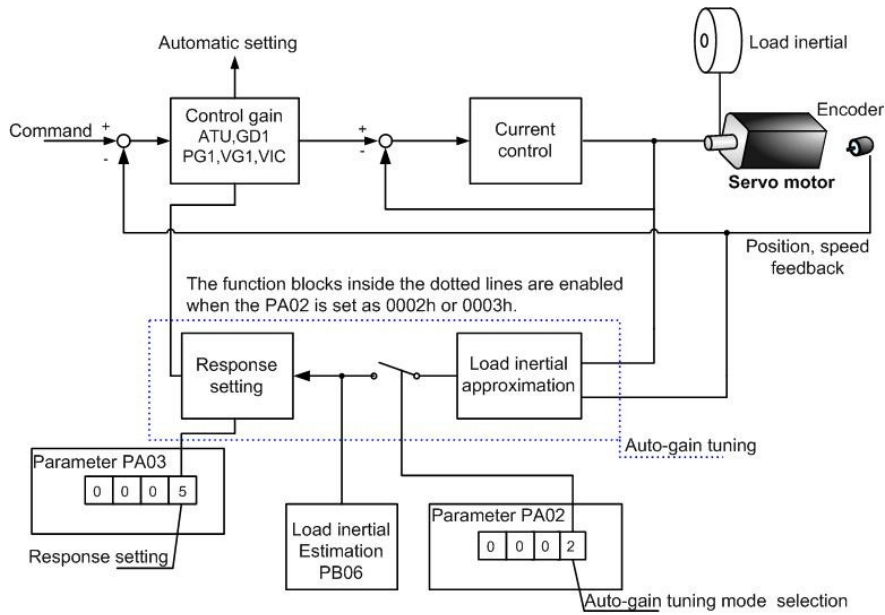 Automatic setting
Load inertial
Control gain
ATU,GD1
PG1,VG1,VIC
Current
control
Encoder
Command
+
-
+
-
Servo motor
Position, speed
feedback
The function blocks inside the dotted lines are enabled
when the PA02 is set as 0002h or 0003h.
Response
setting
Load inertial
approximation
Auto-gain tuning
Parameter PA03
0 0 0 5
Response setting
Load inertial
Estimation
PB06
Parameter PA02
0 0 0 2
Auto-gain tuning mode selection